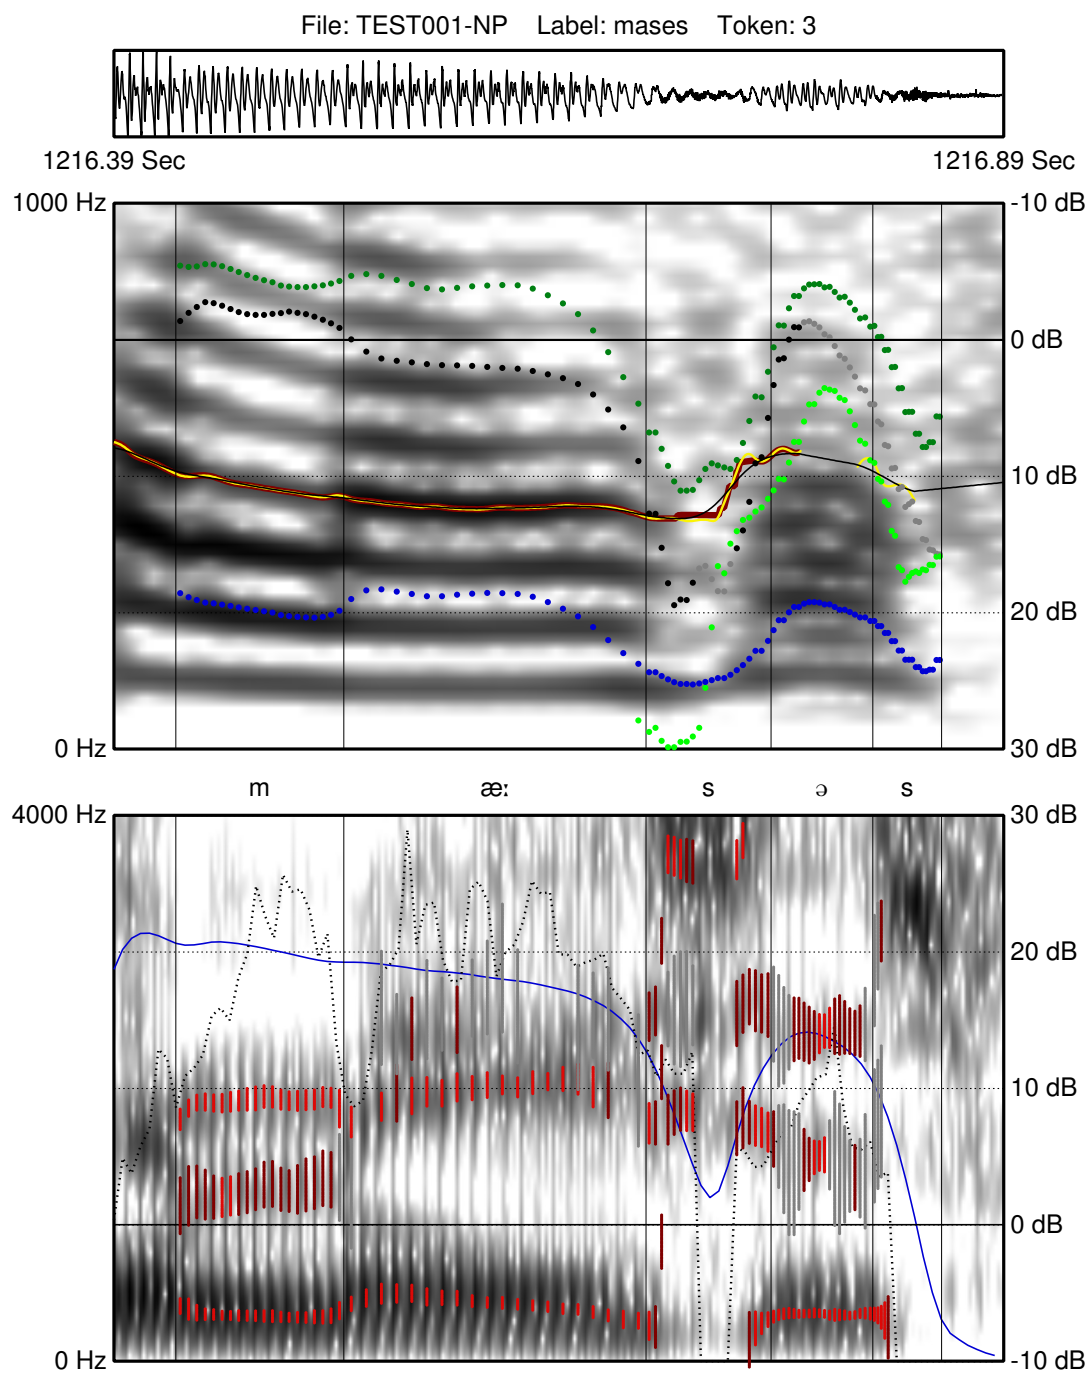 File: TEST001-NP    Label: mases    Token: 3
1216.39 Sec    1216.89 Sec
1000 Hz    -10 dB
0 dB
10 dB
20 dB
0 Hz    30 dB
m    æː    s    ə    s
4000 Hz    30 dB
20 dB
10 dB
0 dB
0 Hz    -10 dB